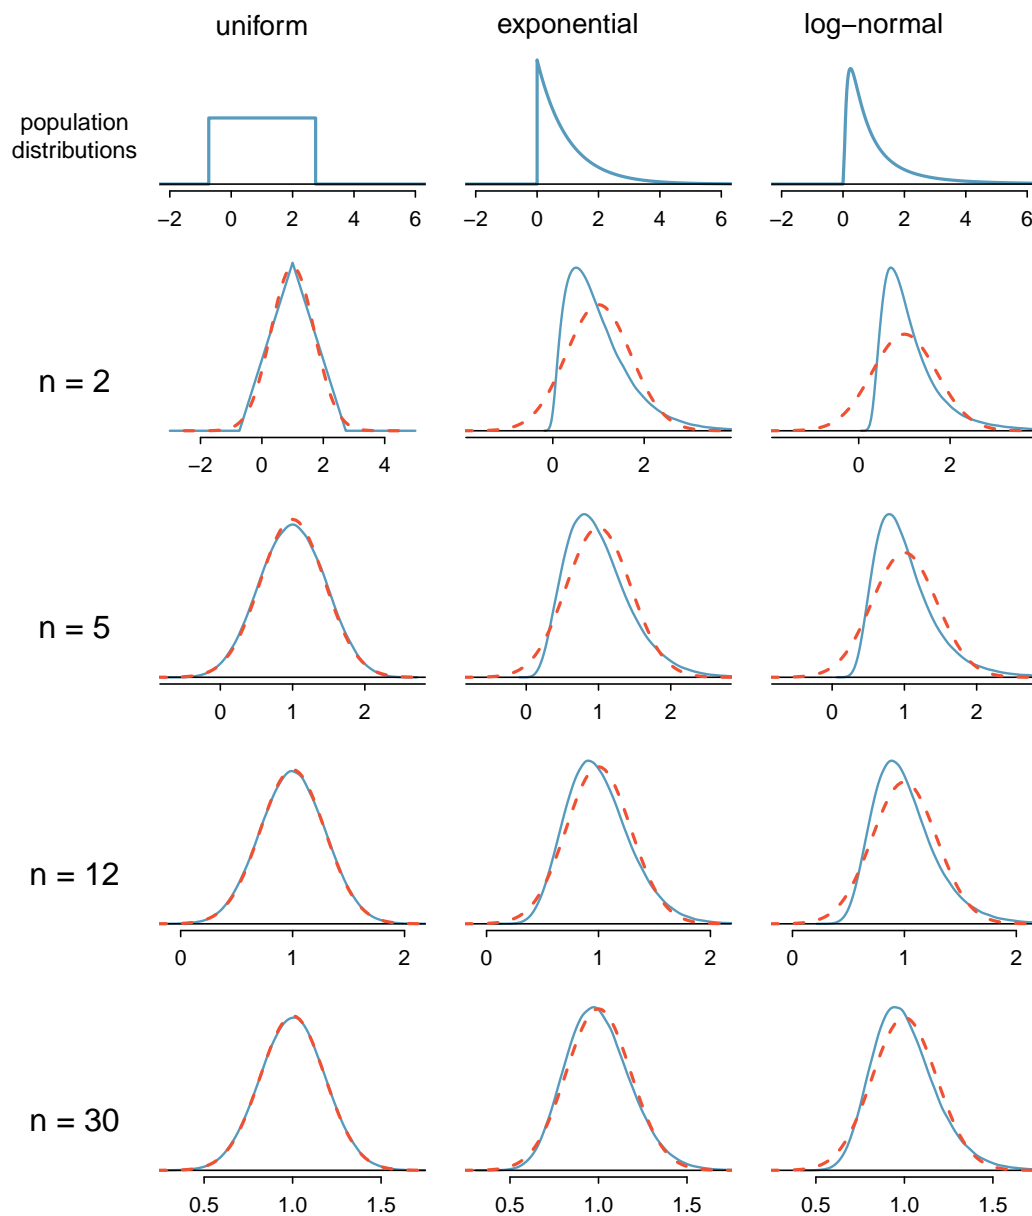 uniform exponential log−normal
population
distributions
−2 0 2 4 6 −2 0 2 4 6 −2 0 2 4 6
n = 2
−2 0 2 4 0 2 0 2
n = 5
0 1 2 0 1 2 0 1 2
n = 12
0 1 2 0 1 2 0 1 2
n = 30
0.5 1.0 1.5 0.5 1.0 1.5 0.5 1.0 1.5